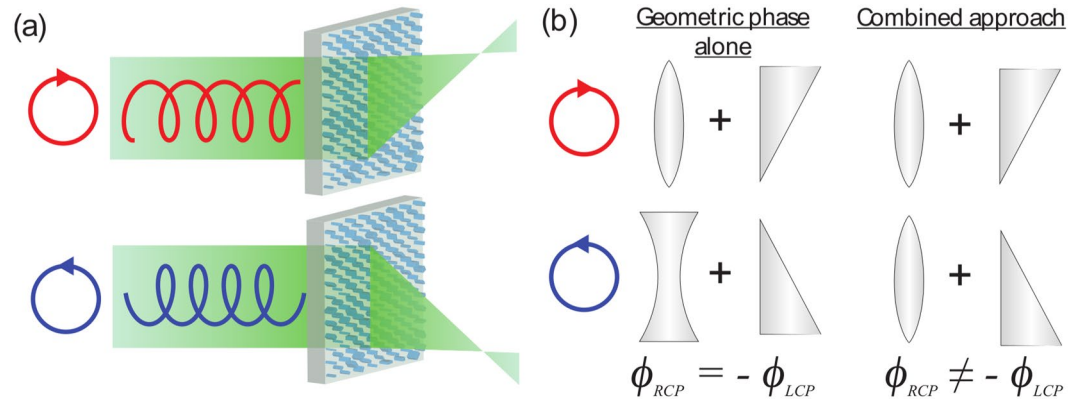 (a)
(b)
Geometric phase
alone
Combined approach
+
+
+
+
ϕRCP = - ϕLCP
ϕRCP ≠ - ϕLCP